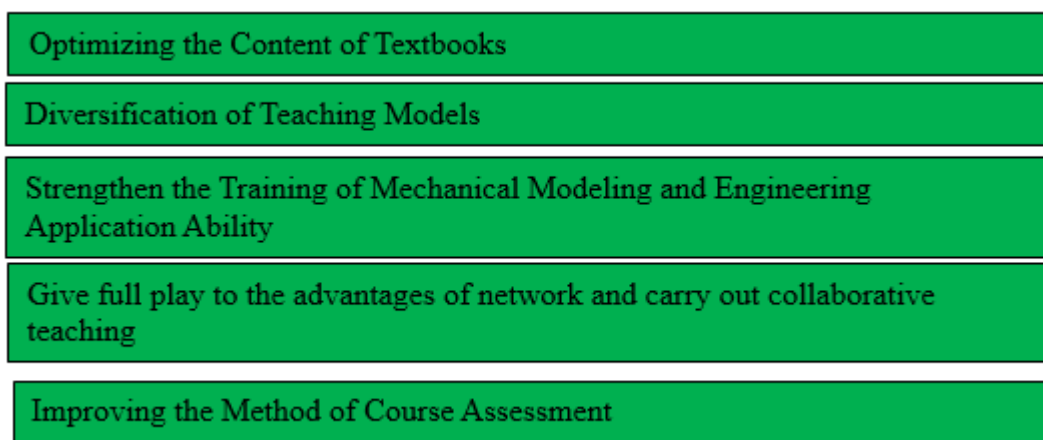 Optimizing the Content of Textbooks
Diversification of Teaching Models
Strengthen the Training of Mechanical Modeling and Engineering
Application Ability
Give full play to the advantages of network and carry out collaborative
teaching
Improving the Method of Course Assessment